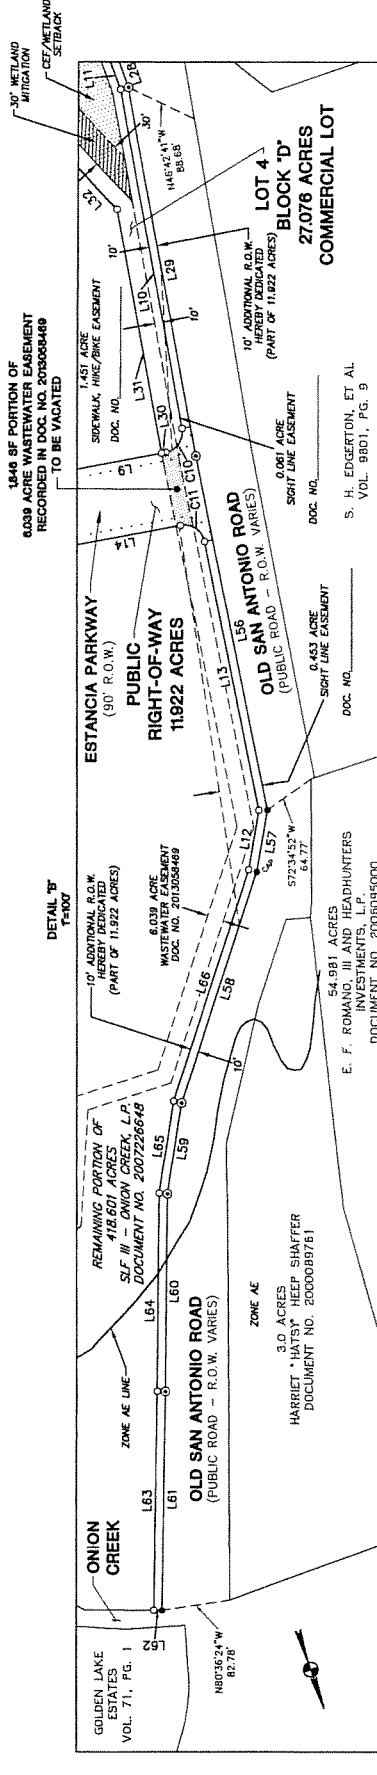 DETAIL "B"
1"=100'
GOLDEN LAKE
ESTATES
VOL. 71, PG. 1
ONION
CREEK
L62
N80°36'24"W
82.78'
L63
L61
ZONE AE LINE
OLD SAN ANTONIO ROAD
(PUBLIC ROAD - R.O.W. VARIES)
L64
L60
REMAINING PORTION OF
418.601 ACRES
SLF III - ONION CREEK, L.P.
DOCUMENT NO. 2007226648
L65
L59
ZONE AE
3.0 ACRES
HARRIET "HATSY" HEEP SHAFFER
DOCUMENT NO. 2000089761
10' ADDITIONAL R.O.W.
HEREBY DEDICATED
(PART OF 11.922 ACRES)
L66
L58
10'
6.039 ACRE
WASTEWATER EASEMENT
DOC. NO. 2013058469
54.981 ACRES
E. F. ROMANO, III AND HEADHUNTERS
INVESTMENTS, L.P.
DOCUMENT NO. 2006095000
L12
L57
S72°34'52"W
64.77'
0.453 ACRE
SIGHT LINE EASEMENT
DOC. NO.
L13
L56
OLD SAN ANTONIO ROAD
(PUBLIC ROAD - R.O.W. VARIES)
ESTANCIA PARKWAY
(90' R.O.W.)
PUBLIC
RIGHT-OF-WAY
11.922 ACRES
L14
C11
C10
L9
L30
1,846 SF PORTION OF
6.039 ACRE WASTEWATER EASEMENT
RECORDED IN DOC. NO. 2013058469
TO BE VACATED
1.451 ACRE
SIDEWALK, HIKE/BIKE EASEMENT
DOC. NO.
0.061 ACRE
SIGHT LINE EASEMENT
DOC. NO.
S. H. EDGERTON, ET AL
VOL. 9801, PG. 9
L31
L10
L29
10'
10'
10' ADDITIONAL R.O.W.
HEREBY DEDICATED
(PART OF 11.922 ACRES)
LOT 4
BLOCK "D"
27.076 ACRES
COMMERCIAL LOT
N46°42'41"W
88.68'
L32
30'
L11
L28
30' WETLAND
MITIGATION
CEF/WETLAND
SETBACK